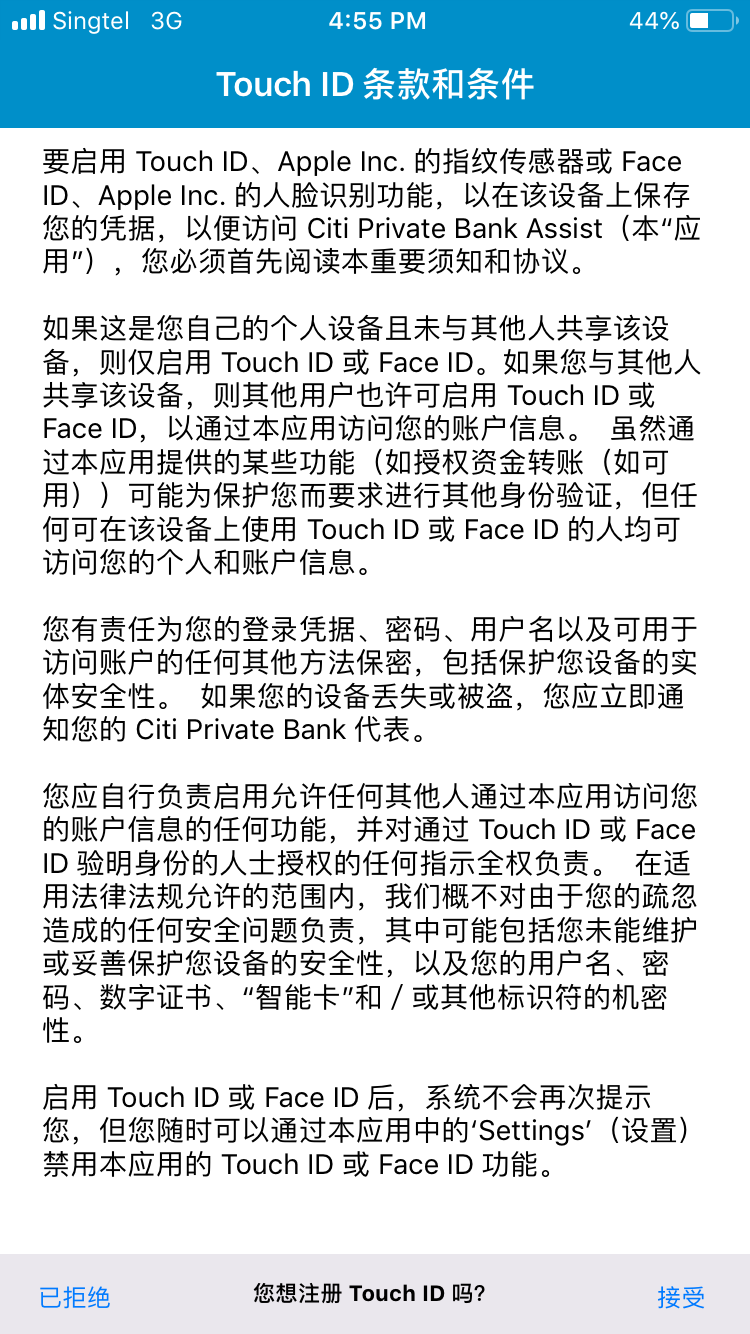 Singtel 3G 4:55 PM 44%
Touch ID 条款和条件
要启用 Touch ID、Apple Inc. 的指纹传感器或 Face
ID、Apple Inc. 的人脸识别功能，以在该设备上保存
您的凭据，以便访问 Citi Private Bank Assist（本“应
用”），您必须首先阅读本重要须知和协议。
如果这是您自己的个人设备且未与其他人共享该设
备，则仅启用 Touch ID 或 Face ID。如果您与其他人
共享该设备，则其他用户也许可启用 Touch ID 或
Face ID，以通过本应用访问您的账户信息。 虽然通
过本应用提供的某些功能（如授权资金转账（如可
用））可能为保护您而要求进行其他身份验证，但任
何可在该设备上使用 Touch ID 或 Face ID 的人均可
访问您的个人和账户信息。
您有责任为您的登录凭据、密码、用户名以及可用于
访问账户的任何其他方法保密，包括保护您设备的实
体安全性。 如果您的设备丢失或被盗，您应立即通
知您的 Citi Private Bank 代表。
您应自行负责启用允许任何其他人通过本应用访问您
的账户信息的任何功能，并对通过 Touch ID 或 Face
ID 验明身份的人士授权的任何指示全权负责。 在适
用法律法规允许的范围内，我们概不对由于您的疏忽
造成的任何安全问题负责，其中可能包括您未能维护
或妥善保护您设备的安全性，以及您的用户名、密
码、数字证书、“智能卡”和 / 或其他标识符的机密
性。
启用 Touch ID 或 Face ID 后，系统不会再次提示
您，但您随时可以通过本应用中的‘Settings’（设置）
禁用本应用的 Touch ID 或 Face ID 功能。
已拒绝 您想注册 Touch ID 吗? 接受